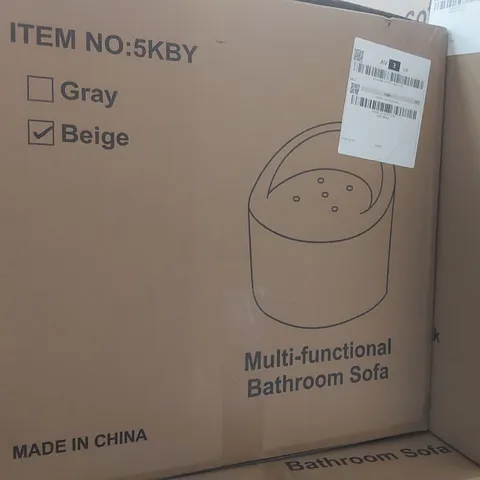 ITEM NO:5KBY
Gray
Beige
Multi-functional
Bathroom Sofa
MADE IN CHINA
Bathroom Sofa